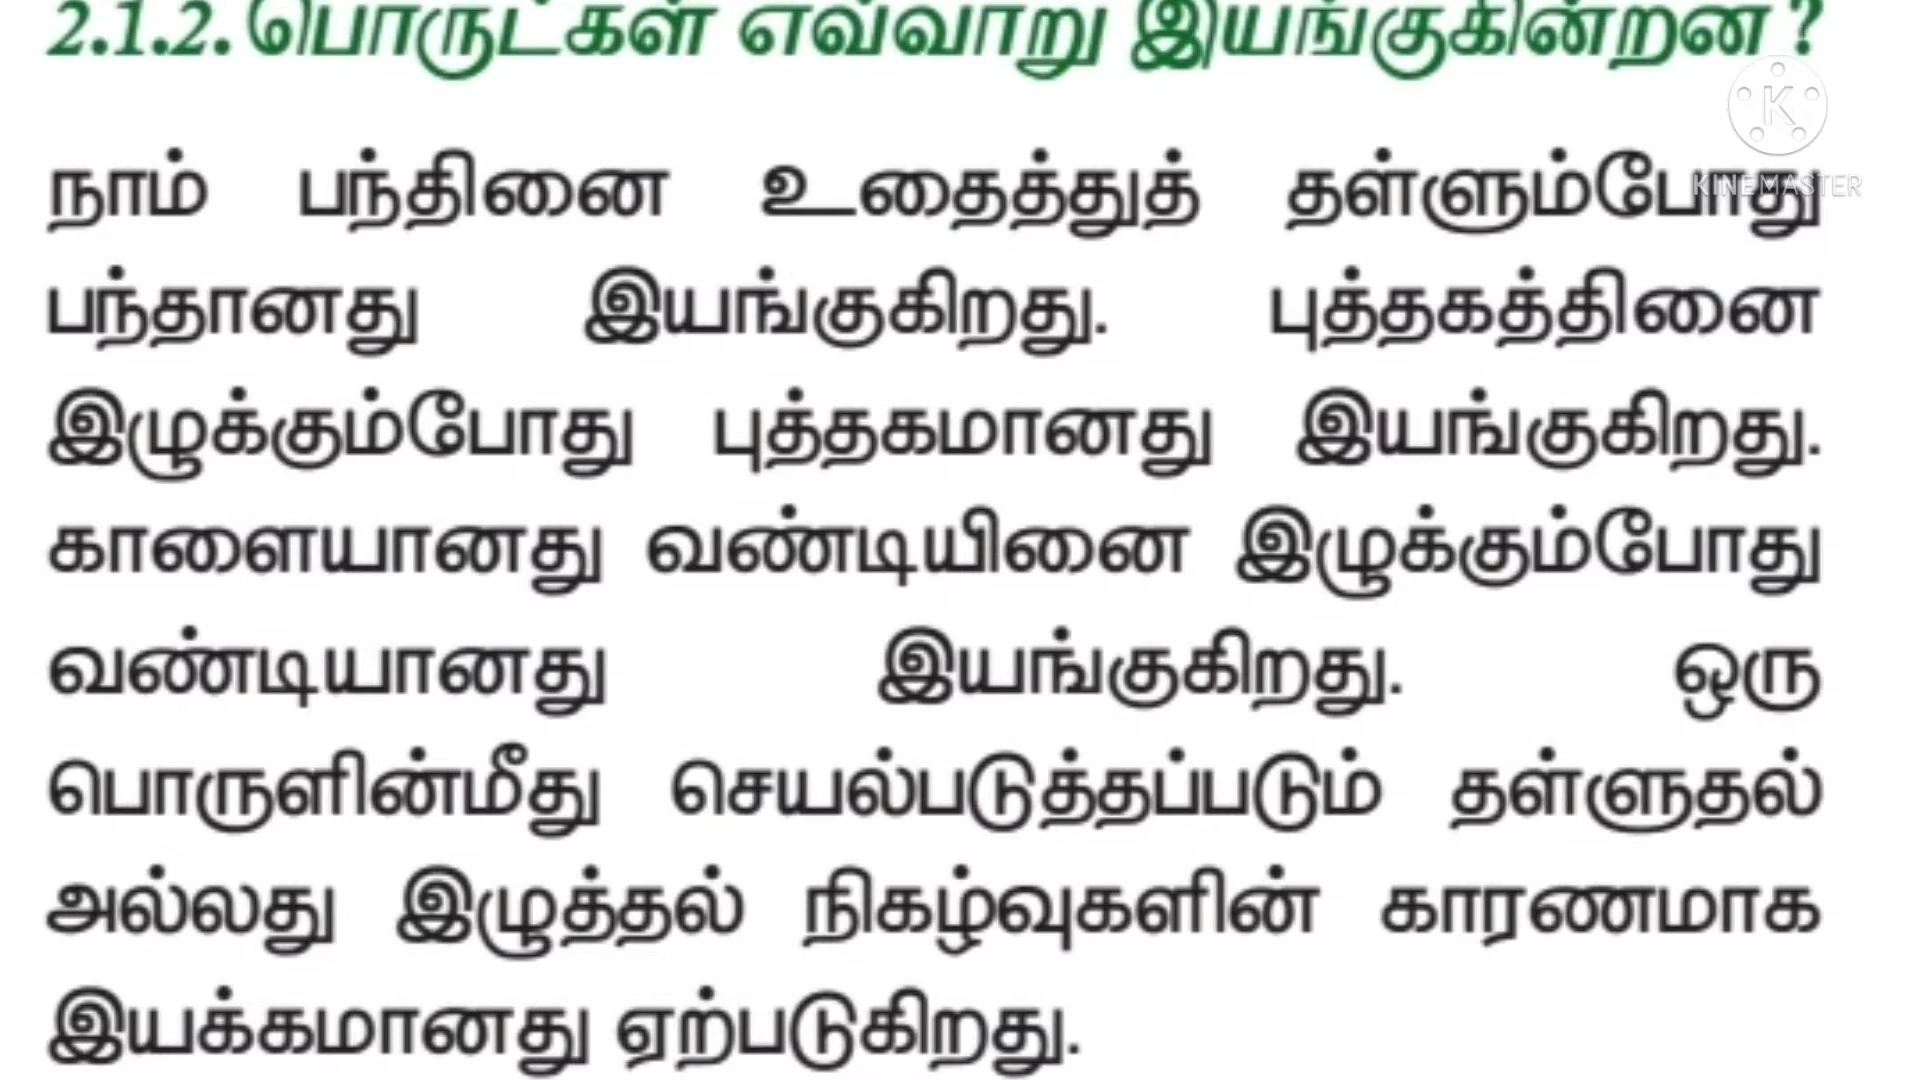 2.1.2. பொருட்கள் எவ்வாறு இயங்குகின்றன ?
நாம் பந்தினை உதைத்துத் தள்ளும்போது
பந்தானது இயங்குகிறது. புத்தகத்தினை
இழுக்கும்போது புத்தகமானது இயங்குகிறது.
காளையானது வண்டியினை இழுக்கும்போது
வண்டியானது இயங்குகிறது. ஒரு
பொருளின்மீது செயல்படுத்தப்படும் தள்ளுதல்
அல்லது இழுத்தல் நிகழ்வுகளின் காரணமாக
இயக்கமானது ஏற்படுகிறது.
K
KINEMASTER